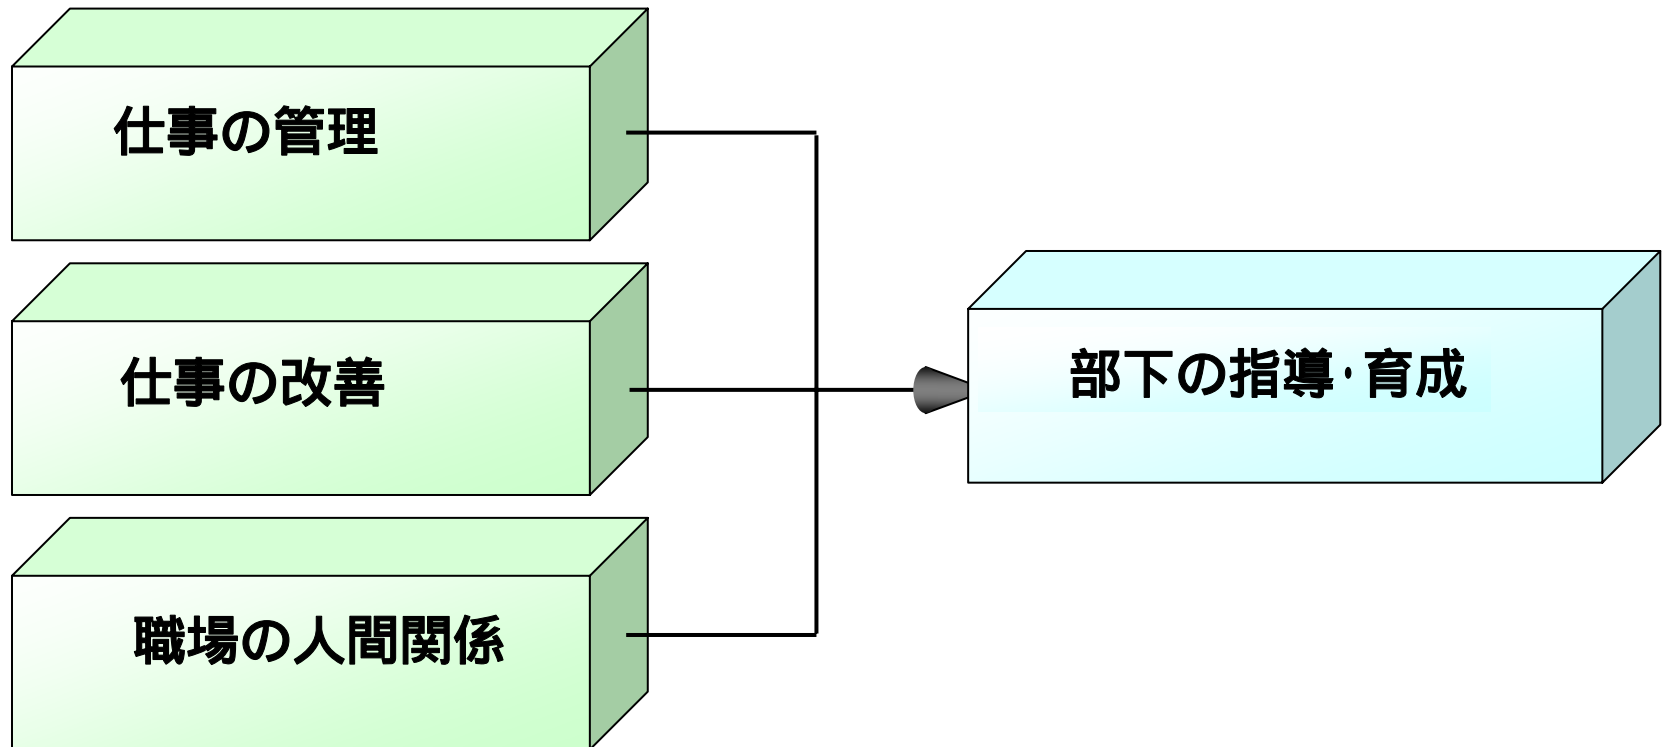 仕事の管理
仕事の改善
職場の人間関係
部下の指導･育成